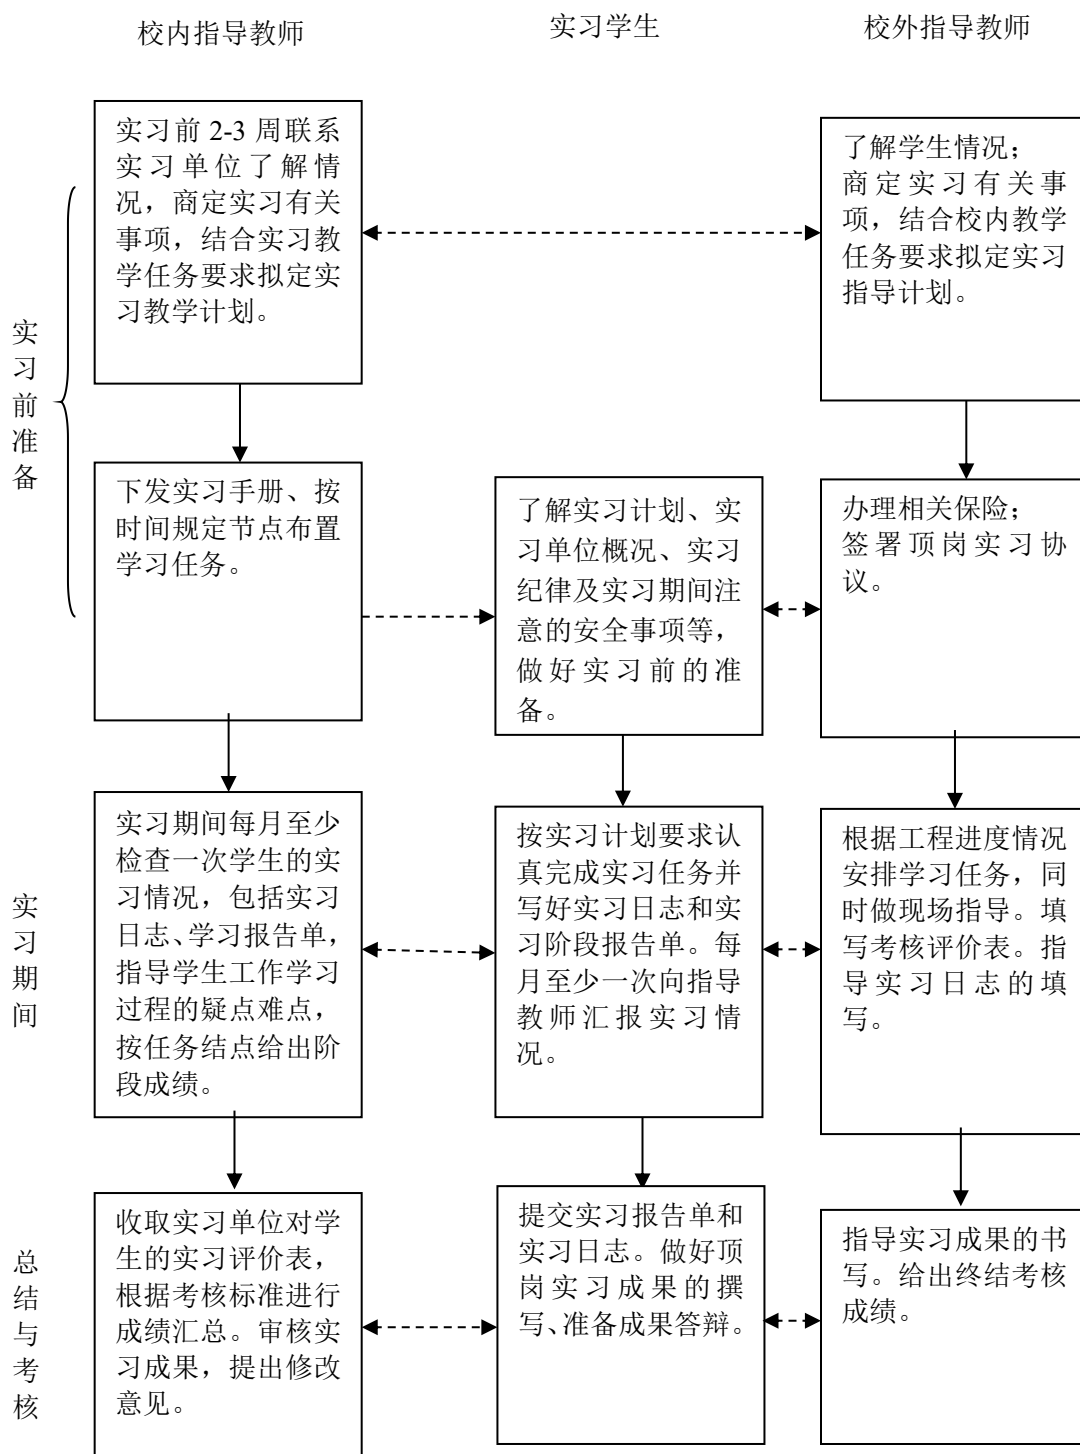 校内指导教师
实习学生
校外指导教师
实习前准备
实习前 2-3 周联系
实习单位了解情
况，商定实习有关
事项，结合实习教
学任务要求拟定实
习教学计划。
了解学生情况；
商定实习有关事
项，结合校内教学
任务要求拟定实习
指导计划。
下发实习手册、按
时间规定节点布置
学习任务。
了解实习计划、实
习单位概况、实习
纪律及实习期间注
意的安全事项等，
做好实习前的准
备。
办理相关保险；
签署顶岗实习协
议。
实习期间
实习期间每月至少
检查一次学生的实
习情况，包括实习
日志、学习报告单，
指导学生工作学习
过程的疑点难点，
按任务结点给出阶
段成绩。
按实习计划要求认
真完成实习任务并
写好实习日志和实
习阶段报告单。每
月至少一次向指导
教师汇报实习情
况。
根据工程进度情况
安排学习任务，同
时做现场指导。填
写考核评价表。指
导实习日志的填
写。
总结与考核
收取实习单位对学
生的实习评价表，
根据考核标准进行
成绩汇总。审核实
习成果，提出修改
意见。
提交实习报告单和
实习日志。做好顶
岗实习成果的撰
写、准备成果答辩。
指导实习成果的书
写。给出终结考核
成绩。